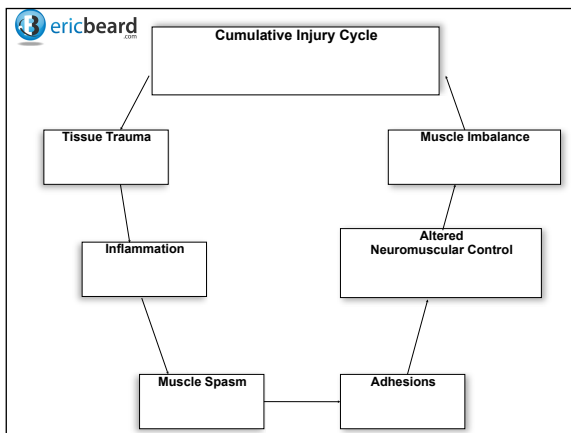 ericbeard
.com
Cumulative Injury Cycle
Tissue Trauma
Muscle Imbalance
Inflammation
Altered
Neuromuscular Control
Muscle Spasm
Adhesions